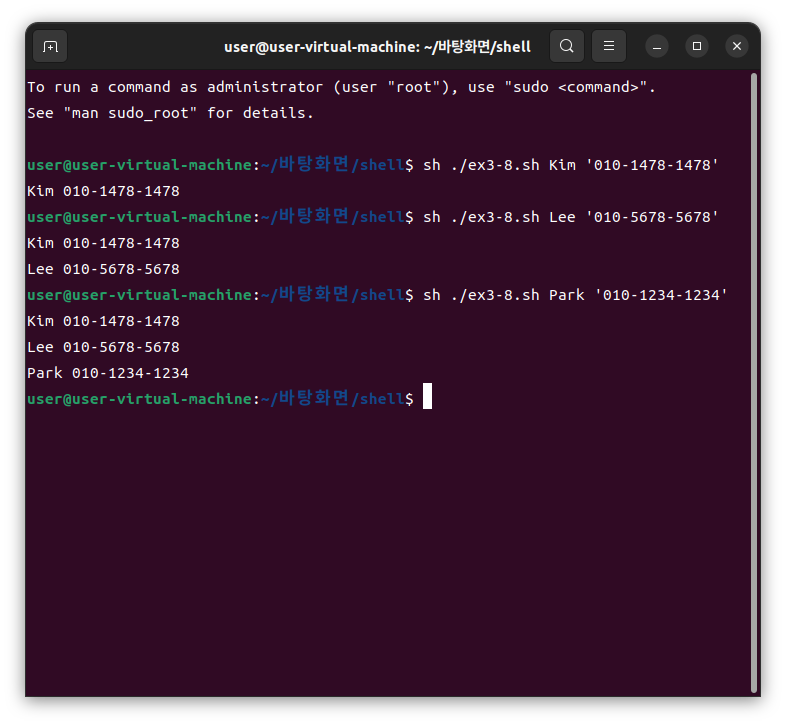 user@user-virtual-machine: ~/바탕화면/shell
To run a command as administrator (user "root"), use "sudo <command>".
See "man sudo_root" for details.
user@user-virtual-machine:~/바탕화면/shell$ sh ./ex3-8.sh Kim '010-1478-1478'
Kim 010-1478-1478
user@user-virtual-machine:~/바탕화면/shell$ sh ./ex3-8.sh Lee '010-5678-5678'
Kim 010-1478-1478
Lee 010-5678-5678
user@user-virtual-machine:~/바탕화면/shell$ sh ./ex3-8.sh Park '010-1234-1234'
Kim 010-1478-1478
Lee 010-5678-5678
Park 010-1234-1234
user@user-virtual-machine:~/바탕화면/shell$